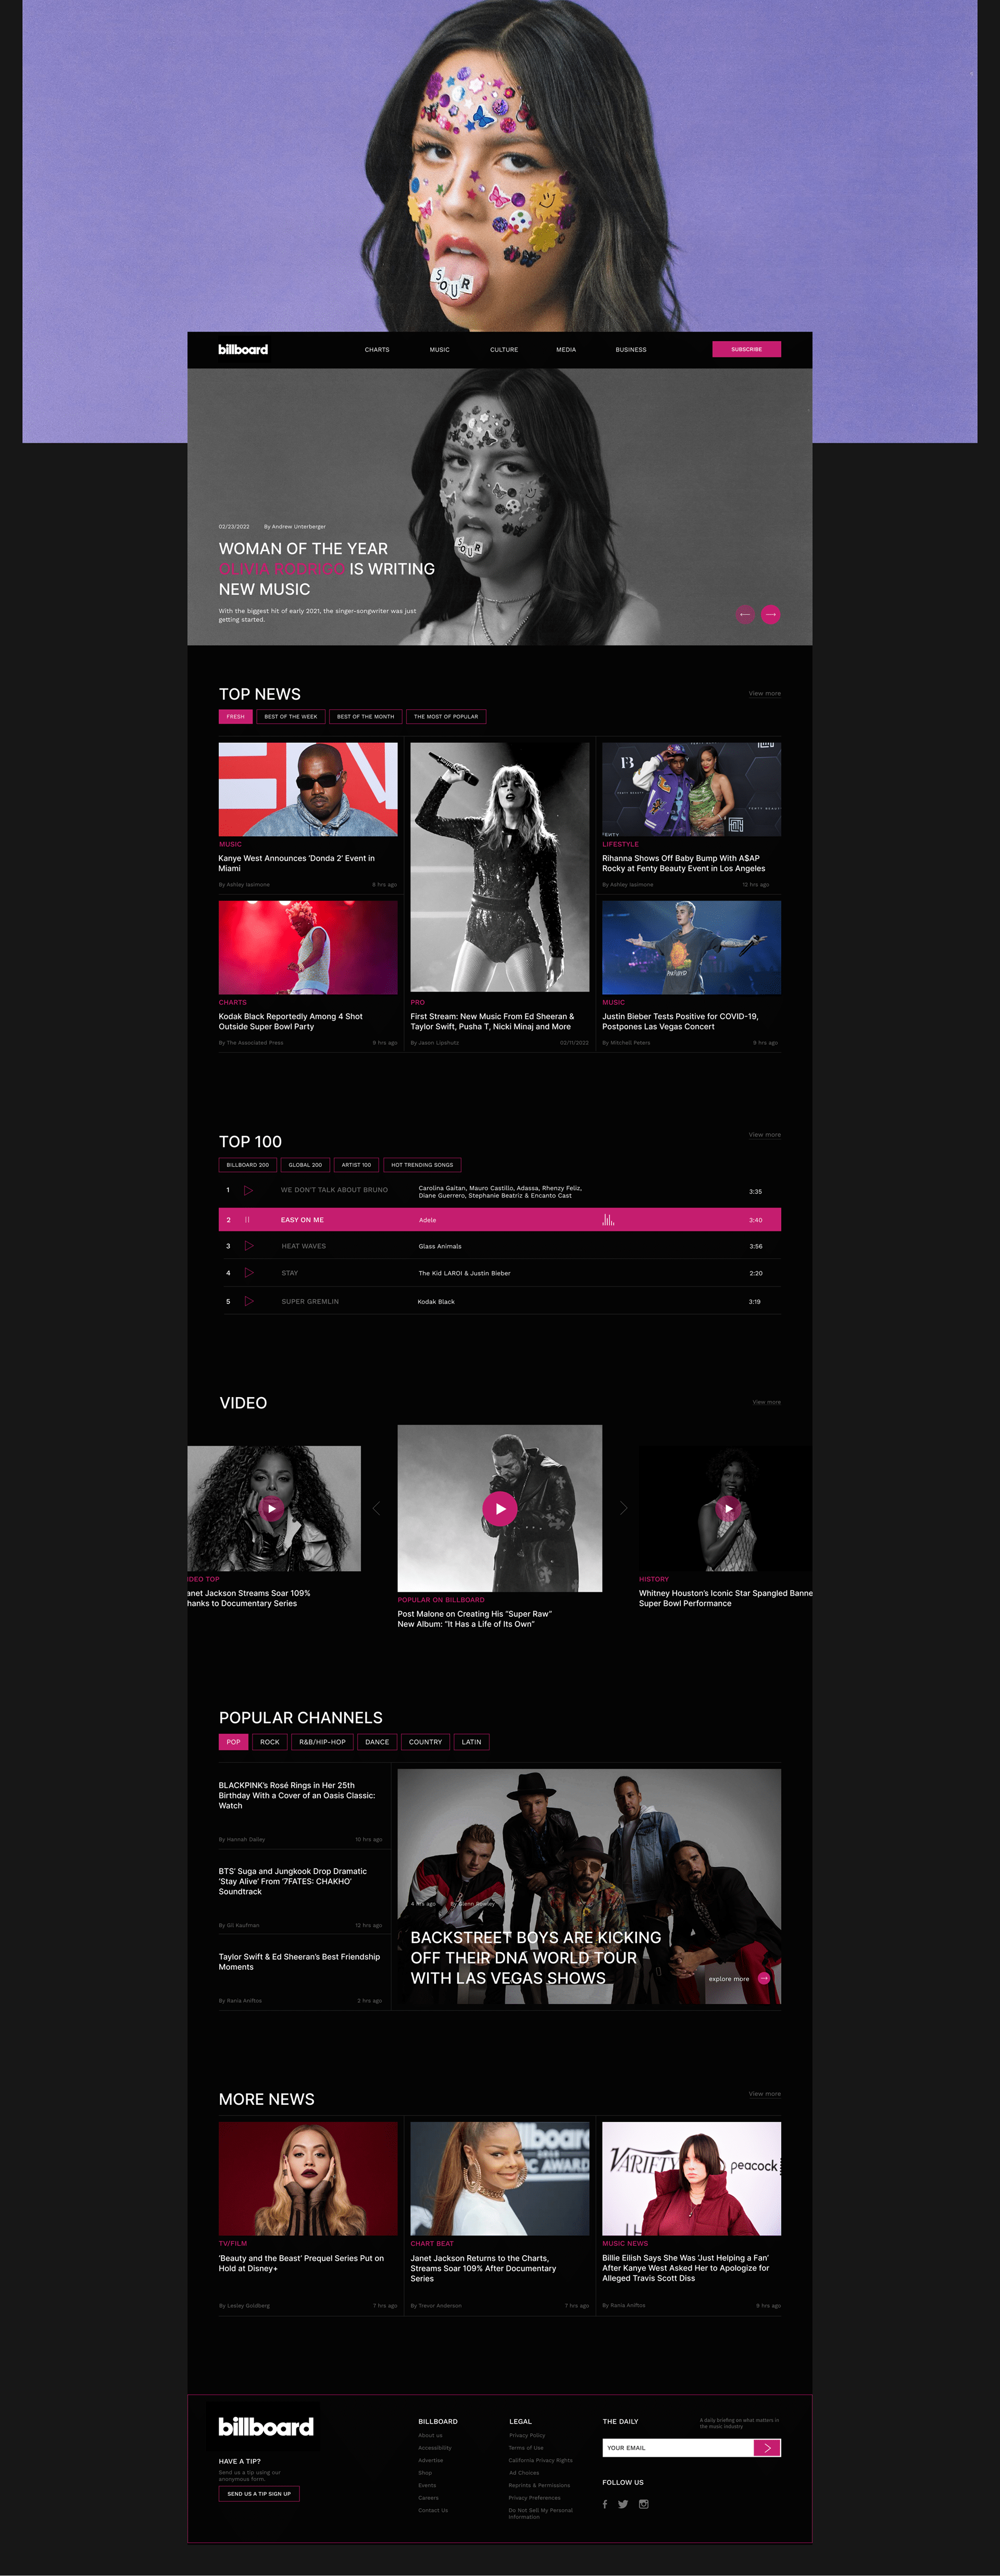 SOUR
billboard
CHARTS
MUSIC
CULTURE
MEDIA
BUSINESS
SUBSCRIBE
SOUR
02/23/2022
By Andrew Unterberger
WOMAN OF THE YEAR
OLIVIA RODRIGO IS WRITING
NEW MUSIC
With the biggest hit of early 2021, the singer-songwriter was just
getting started.
TOP NEWS
View more
FRESH
BEST OF THE WEEK
BEST OF THE MONTH
THE MOST OF POPULAR
MUSIC
Kanye West Announces ‘Donda 2’ Event in
Miami
By Ashley Iasimone
8 hrs ago
LIFESTYLE
Rihanna Shows Off Baby Bump With A$AP
Rocky at Fenty Beauty Event in Los Angeles
By Ashley Iasimone
12 hrs ago
CHARTS
Kodak Black Reportedly Among 4 Shot
Outside Super Bowl Party
By The Associated Press
9 hrs ago
PRO
First Stream: New Music From Ed Sheeran &
Taylor Swift, Pusha T, Nicki Minaj and More
By Jason Lipshutz
02/11/2022
MUSIC
Justin Bieber Tests Positive for COVID-19,
Postpones Las Vegas Concert
By Mitchell Peters
9 hrs ago
TOP 100
View more
BILLBOARD 200
GLOBAL 200
ARTIST 100
HOT TRENDING SONGS
1 WE DON'T TALK ABOUT BRUNO
Carolina Gaitan, Mauro Castillo, Adassa, Rhenzy Feliz,
Diane Guerrero, Stephanie Beatriz & Encanto Cast
3:35
2 EASY ON ME Adele 3:40
3 HEAT WAVES Glass Animals 3:56
4 STAY The Kid LAROI & Justin Bieber 2:20
5 SUPER GREMLIN Kodak Black 3:19
VIDEO
View more
IDEO TOP
anet Jackson Streams Soar 109%
hanks to Documentary Series
POPULAR ON BILLBOARD
Post Malone on Creating His “Super Raw”
New Album: “It Has a Life of Its Own”
HISTORY
Whitney Houston’s Iconic Star Spangled Banne
Super Bowl Performance
POPULAR CHANNELS
POP
ROCK
R&B/HIP-HOP
DANCE
COUNTRY
LATIN
BLACKPINK’s Rosé Rings in Her 25th
Birthday With a Cover of an Oasis Classic:
Watch
By Hannah Dailey
10 hrs ago
BTS’ Suga and Jungkook Drop Dramatic
‘Stay Alive’ From ‘7FATES: CHAKHO’
Soundtrack
By Gil Kaufman
12 hrs ago
Taylor Swift & Ed Sheeran’s Best Friendship
Moments
By Rania Aniftos
2 hrs ago
4 hrs ago
By Glenn Rowley
BACKSTREET BOYS ARE KICKING
OFF THEIR DNA WORLD TOUR
WITH LAS VEGAS SHOWS
explore more
MORE NEWS
View more
TV/FILM
‘Beauty and the Beast’ Prequel Series Put on
Hold at Disney+
By Lesley Goldberg
7 hrs ago
CHART BEAT
Janet Jackson Returns to the Charts,
Streams Soar 109% After Documentary
Series
By Trevor Anderson
7 hrs ago
VARIETY
peacock
MUSIC NEWS
Billie Eilish Says She Was ‘Just Helping a Fan’
After Kanye West Asked Her to Apologize for
Alleged Travis Scott Diss
By Rania Aniftos
9 hrs ago
billboard
HAVE A TIP?
Send us a tip using our
anonymous form.
SEND US A TIP SIGN UP
BILLBOARD
About us
Accessibility
Advertise
Shop
Events
Careers
Contact Us
LEGAL
Privacy Policy
Terms of Use
California Privacy Rights
Ad Choices
Reprints & Permissions
Privacy Preferences
Do Not Sell My Personal
Information
THE DAILY
A daily briefing on what matters in
the music industry
YOUR EMAIL
FOLLOW US